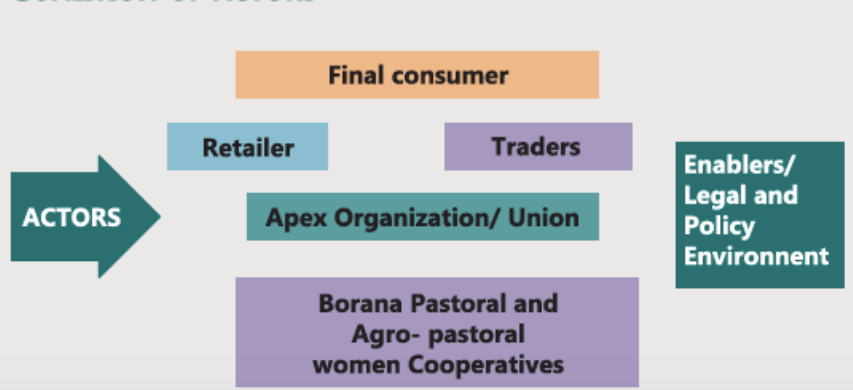 Final consumer
Retailer
Traders
ACTORS
Apex Organization/ Union
Enablers/
Legal and
Policy
Environnent
Borana Pastoral and
Agro- pastoral
women Cooperatives